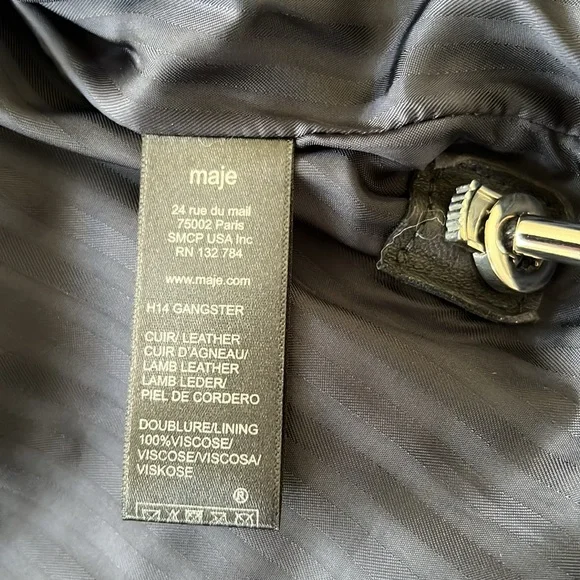 maje
24 rue du mail
75002 Paris
SMCP USA Inc
RN 132 784
www.maje.com
H14 GANGSTER
CUIR/ LEATHER
CUIR D'AGNEAU/
LAMB LEATHER
LAMB LEDER/
PIEL DE CORDERO
DOUBLURE/LINING
100%VISCOSE/
VISCOSE/VISCOSA/
VISKOSE
®